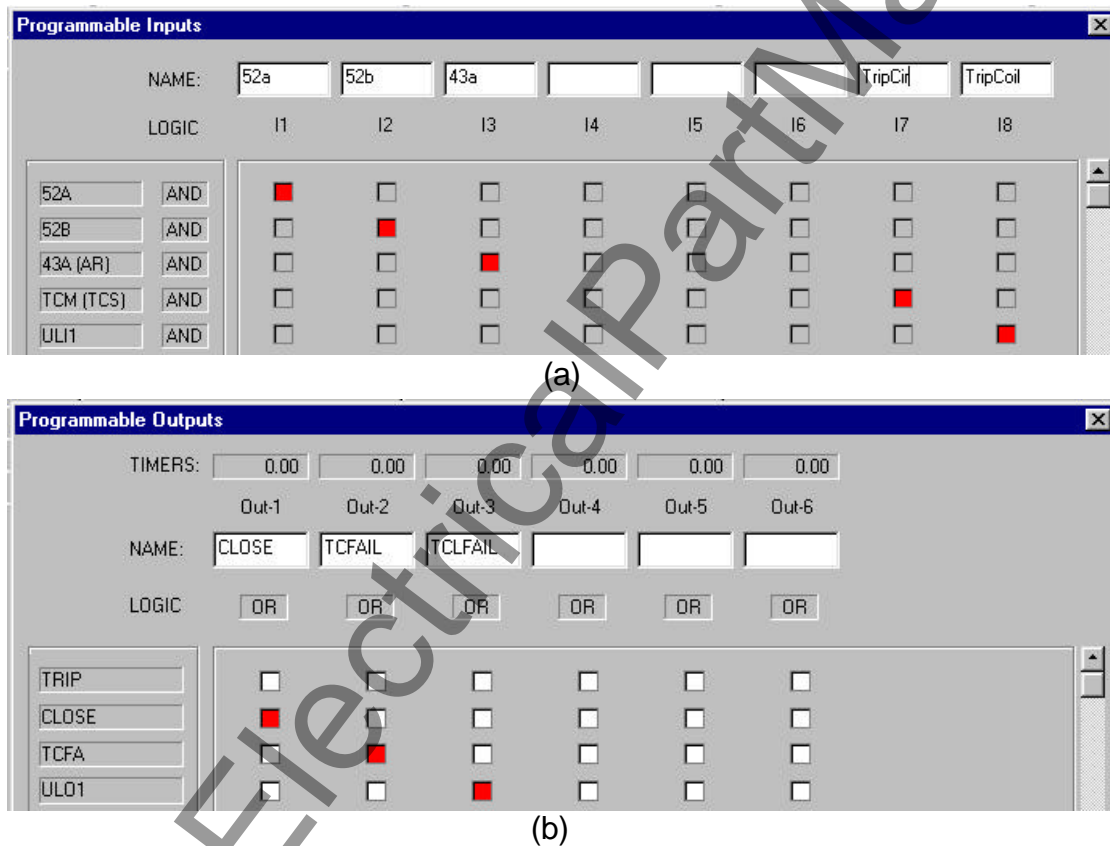 Programmable Inputs
NAME: 52a 52b 43a TripCir TripCoil
LOGIC I1 I2 I3 I4 I5 I6 I7 I8
52A AND
52B AND
43A (AR) AND
TCM (TCS) AND
ULI1 AND
(a)
Programmable Outputs
TIMERS: 0.00 0.00 0.00 0.00 0.00 0.00
Out-1 Out-2 Out-3 Out-4 Out-5 Out-6
NAME: CLOSE TCFAIL TCLFAIL
LOGIC OR OR OR OR OR OR
TRIP
CLOSE
TCFA
ULO1
(b)
ElectricalPartMa